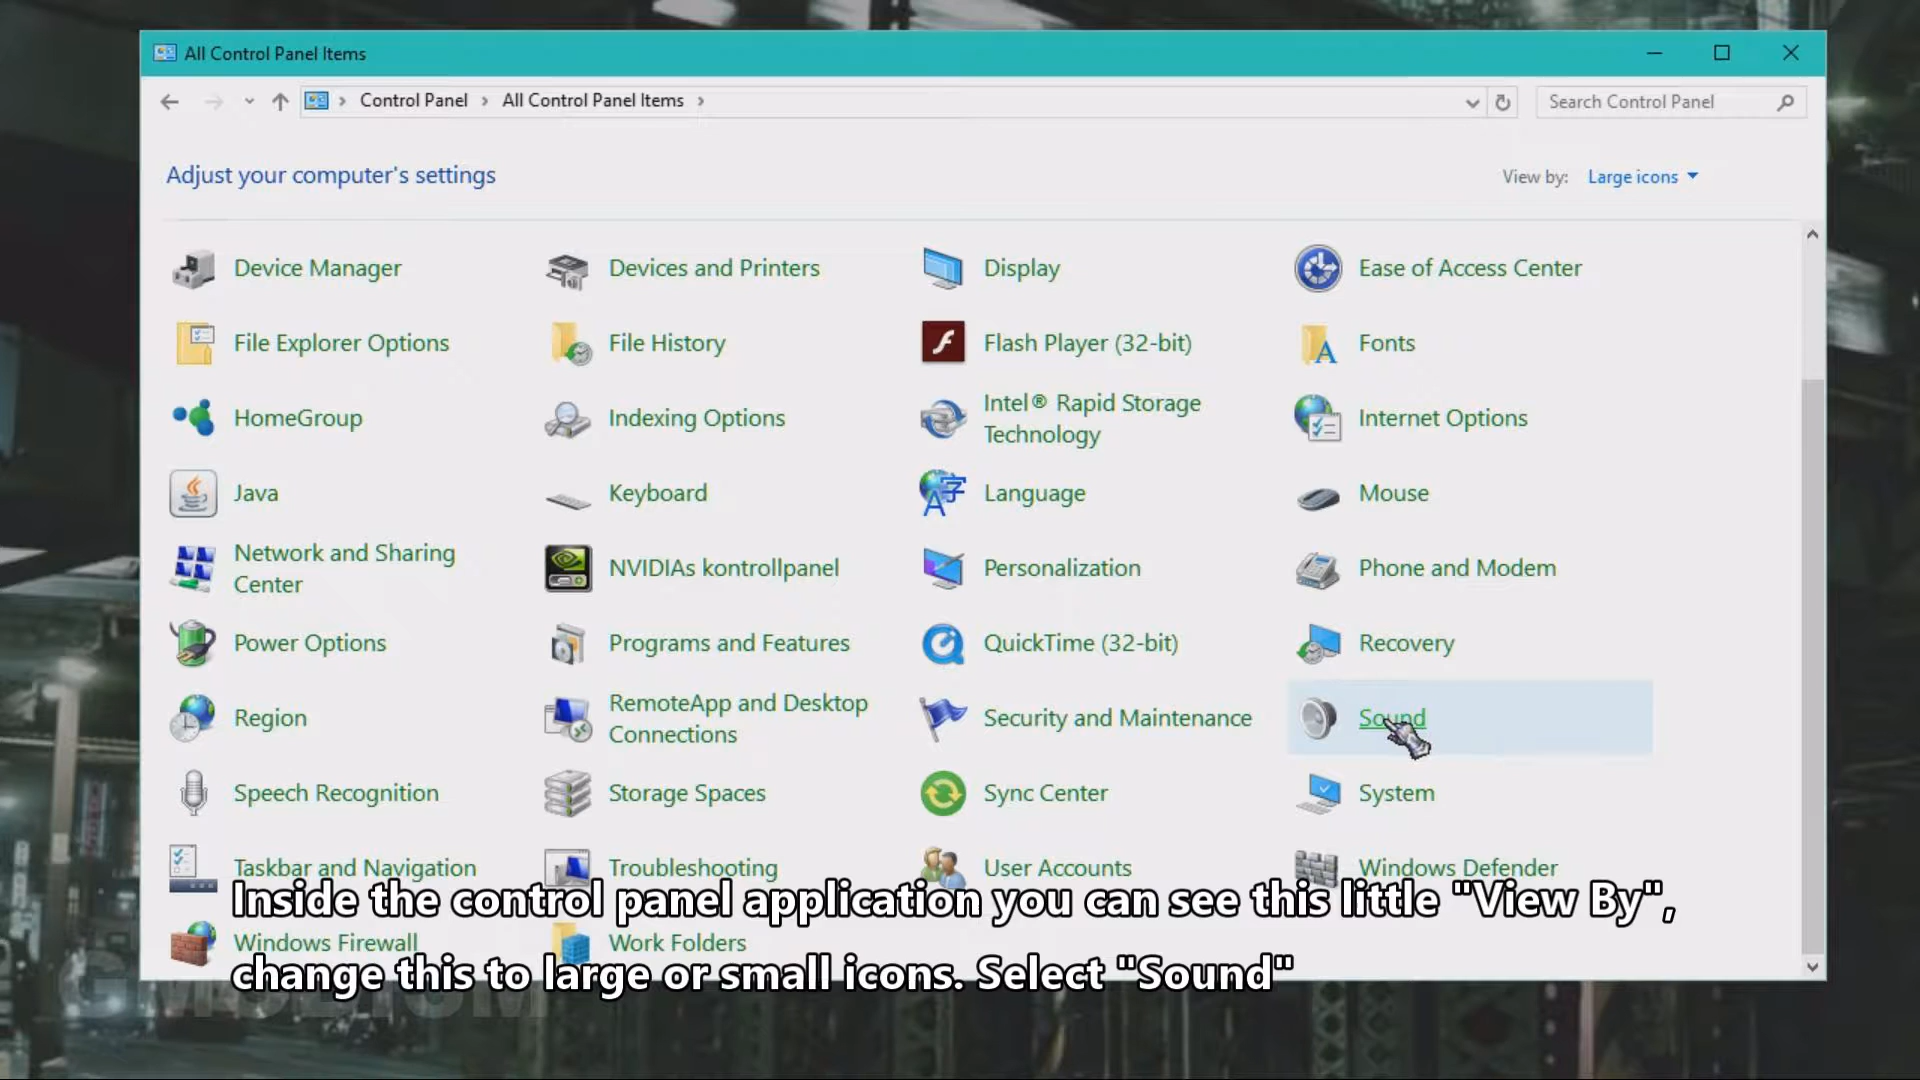 All Control Panel Items
Control Panel > All Control Panel Items >
Search Control Panel
Adjust your computer's settings
View by: Large icons
Device Manager
Devices and Printers
Display
Ease of Access Center
File Explorer Options
File History
Flash Player (32-bit)
Fonts
HomeGroup
Indexing Options
Intel® Rapid Storage
Technology
Internet Options
Java
Keyboard
Language
Mouse
Network and Sharing
Center
NVIDIAs kontrollpanel
Personalization
Phone and Modem
Power Options
Programs and Features
QuickTime (32-bit)
Recovery
Region
RemoteApp and Desktop
Connections
Security and Maintenance
Sound
Speech Recognition
Storage Spaces
Sync Center
System
Taskbar and Navigation
Troubleshooting
User Accounts
Windows Defender
Windows Firewall
Work Folders
Inside the control panel application you can see this little "View By",
change this to large or small icons. Select "Sound"